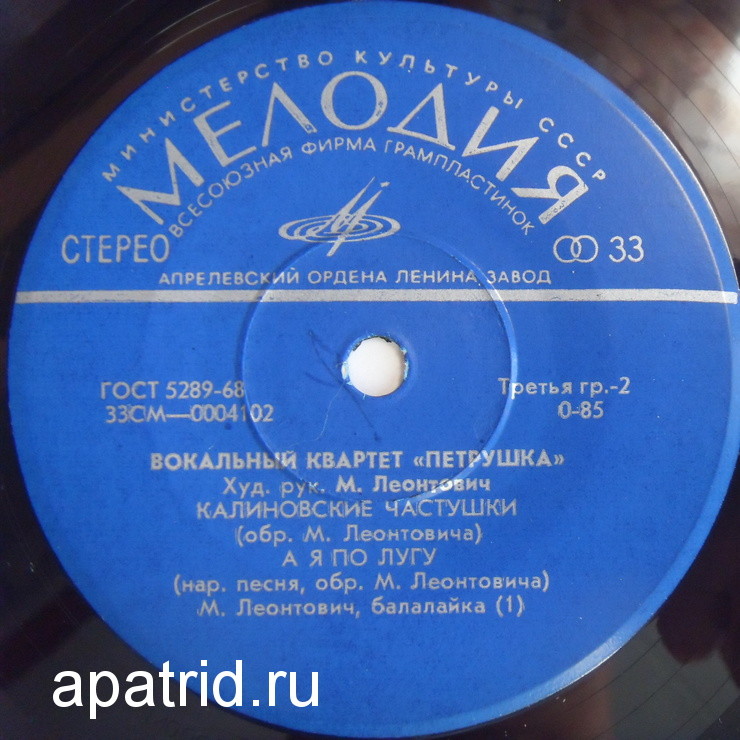 МИНИСТЕРСТВО КУЛЬТУРЫ СССР
МЕЛОДИЯ
ВСЕСОЮЗНАЯ ФИРМА ГРАМПЛАСТИНОК
СТЕРЕО
33
АПРЕЛЕВСКИЙ ОРДЕНА ЛЕНИНА ЗАВОД
ГОСТ 5289-68
Третья гр.-2
33СМ—0004102
0-85
ВОКАЛЬНЫЙ КВАРТЕТ «ПЕТРУШКА»
Худ. рук. М. Леонтович
КАЛИНОВСКИЕ ЧАСТУШКИ
(обр. М. Леонтовича)
А Я ПО ЛУГУ
(нар. песня, обр. М. Леонтовича)
М. Леонтович, балалайка (1)
apatrid.ru